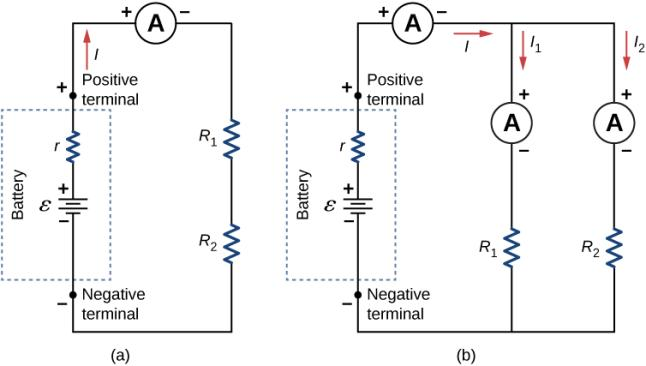 + A −
I
+ Positive
terminal
r
Battery
+
ε
−
R1
R2
− Negative
terminal
(a)
+ A −
I
I1
I2
+ Positive
terminal
+
A
−
+
A
−
r
Battery
+
ε
−
R1
R2
− Negative
terminal
(b)